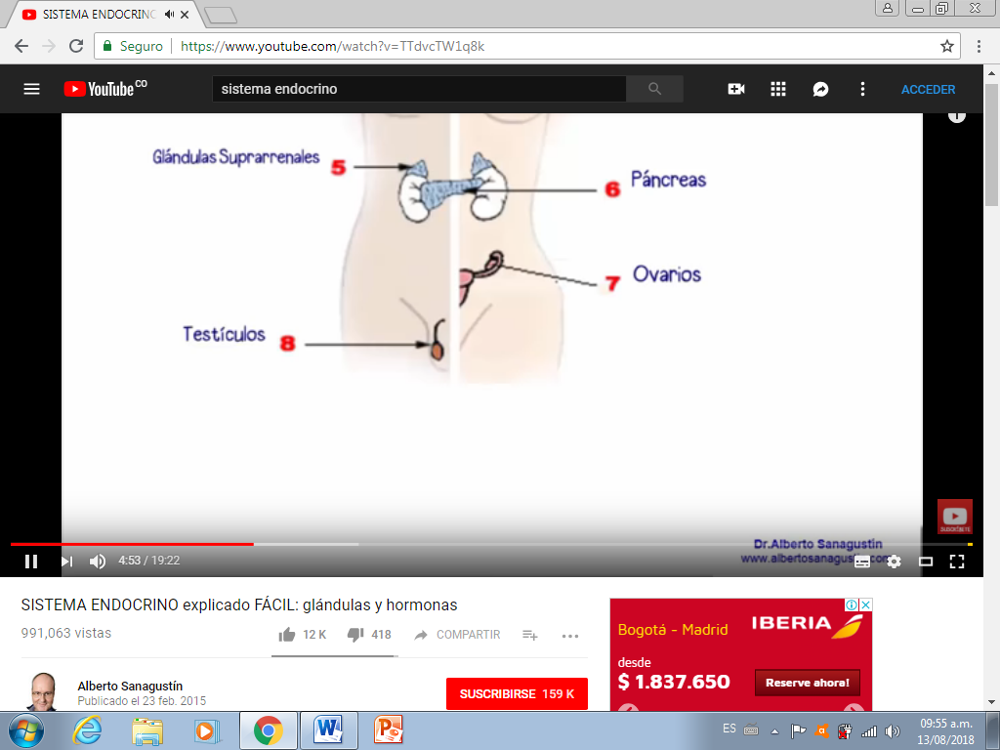 SISTEMA ENDOCRINO
Seguro
https://www.youtube.com/watch?v=TTdvcTW1q8k
YouTube CO
sistema endocrino
ACCEDER
Glándulas Suprarrenales 5
6 Páncreas
7 Ovarios
Testículos 8
SUSCRÍBETE
Dr.Alberto Sanagustín
4:53 / 19:22
SISTEMA ENDOCRINO explicado FÁCIL: glándulas y hormonas
991,063 vistas
12 K
418
COMPARTIR
Alberto Sanagustín
Publicado el 23 feb. 2015
SUSCRIBIRSE 159 K
Bogotá - Madrid
IBERIA
desde
$ 1.837.650
Reserve ahora!
ES
09:55 a.m.
13/08/2018